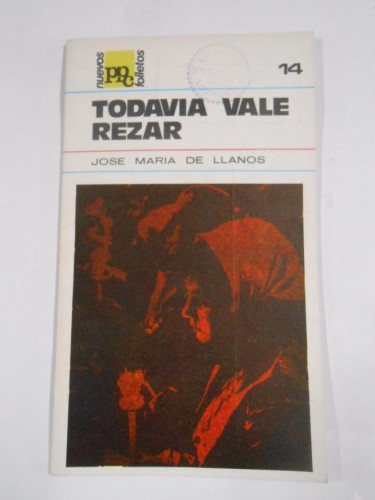 nuevos
ppc
folletos
14
TODAVIA VALE
REZAR
JOSE MARIA DE LLANOS